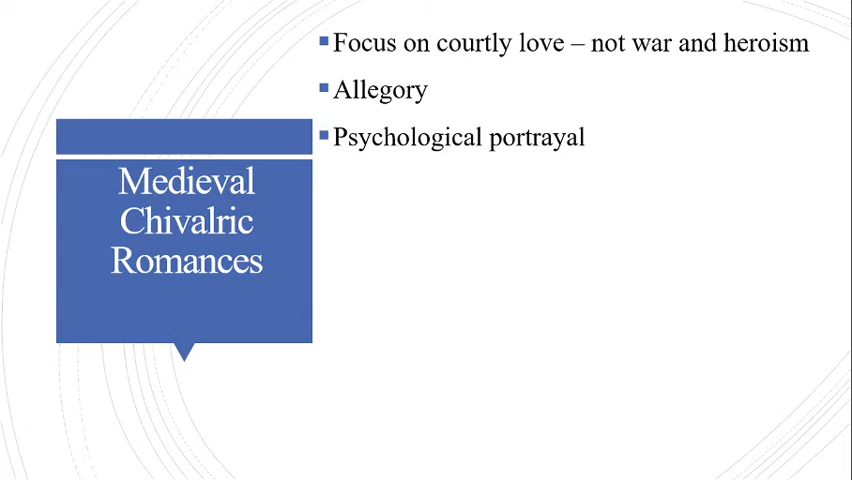 Focus on courtly love – not war and heroism
Allegory
Psychological portrayal
Medieval
Chivalric
Romances